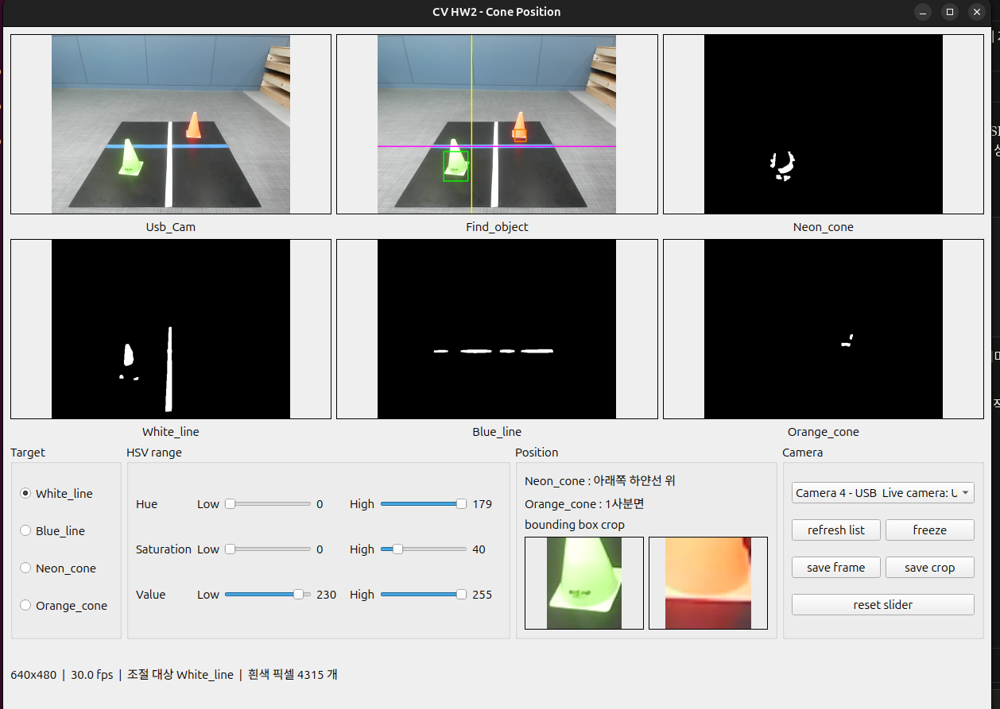 CV HW2 - Cone Position
Usb_Cam
Find_object
Neon_cone
White_line
Blue_line
Orange_cone
Target
HSV range
Position
Camera
White_line
Blue_line
Neon_cone
Orange_cone
Hue Low 0 High 179
Saturation Low 0 High 40
Value Low 230 High 255
Neon_cone : 아래쪽 하얀선 위
Orange_cone : 1사분면
bounding box crop
Camera 4 - USB Live camera: U
refresh list
freeze
save frame
save crop
reset slider
640x480 | 30.0 fps | 조절 대상 White_line | 흰색 픽셀 4315 개